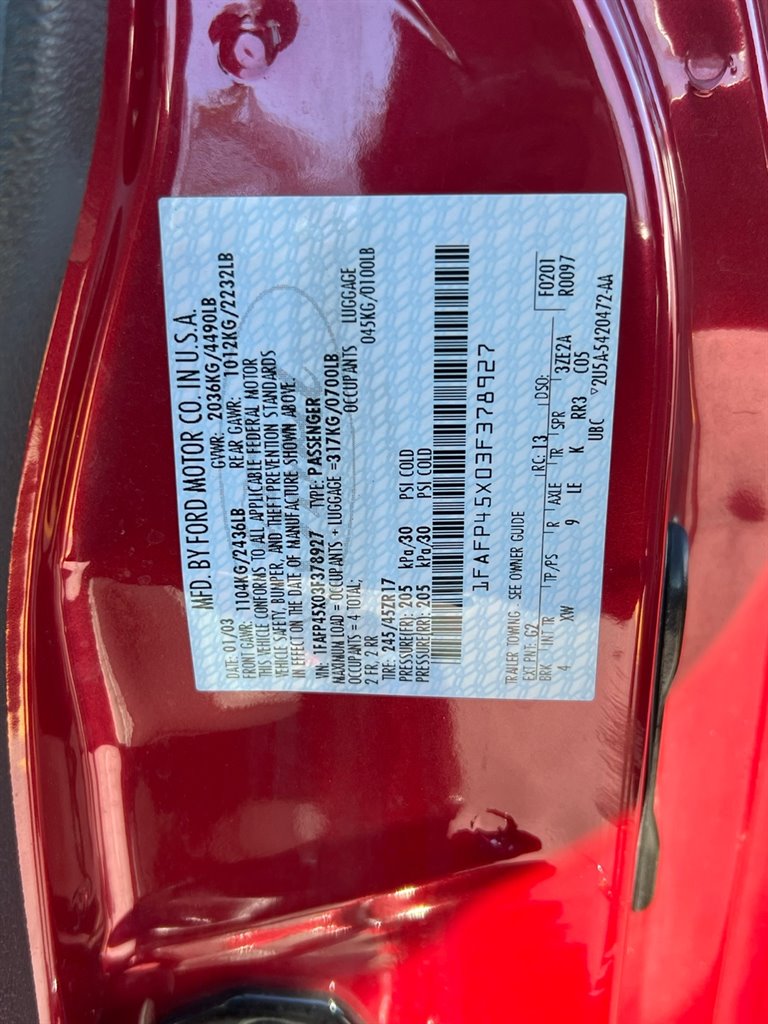 MFD. BY FORD MOTOR CO. IN U.S.A.
DATE: 01/03 GVWR: 2036KG/4490LB
FRONT GAWR: 1104KG/2436LB REAR GAWR: 1012KG/2232LB
THIS VEHICLE CONFORMS TO ALL APPLICABLE FEDERAL MOTOR
VEHICLE SAFETY, BUMPER, AND THEFT PREVENTION STANDARDS
IN EFFECT ON THE DATE OF MANUFACTURE SHOWN ABOVE.
VIN: 1FAFP45X03F378927 TYPE: PASSENGER
MAXIMUM LOAD = OCCUPANTS + LUGGAGE =317KG/0700LB
OCCUPANTS = 4 TOTAL; OCCUPANTS LUGGAGE
2 FR, 2 RR 045KG/0100LB
TIRE: 245/45ZR17
PRESSURE(FR): 205 kPa/30 PSI COLD
PRESSURE(RR): 205 kPa/30 PSI COLD
1FAFP45X03F378927
TRAILER TOWING - SEE OWNER GUIDE
EXT PNT: G2 RC: 13 DSO: F0201
BRK INT TR TP/PS R AXLE TR SPR 3ZE2A R0097
4 XW 9 LE K RR3 C05
UBC ▽2U5A-5420472-AA